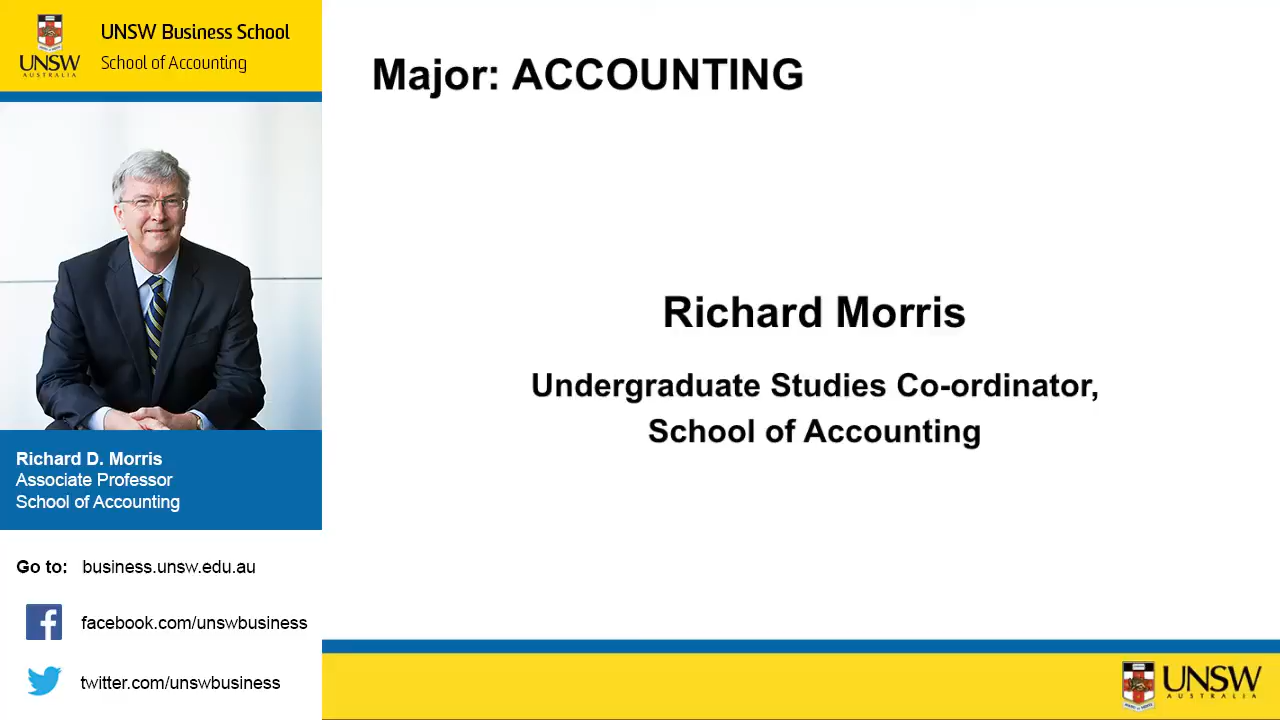 UNSW Business School
School of Accounting
UNSW
AUSTRALIA
Major: ACCOUNTING
Richard Morris
Undergraduate Studies Co-ordinator,
School of Accounting
Richard D. Morris
Associate Professor
School of Accounting
Go to: business.unsw.edu.au
facebook.com/unswbusiness
twitter.com/unswbusiness
UNSW
AUSTRALIA